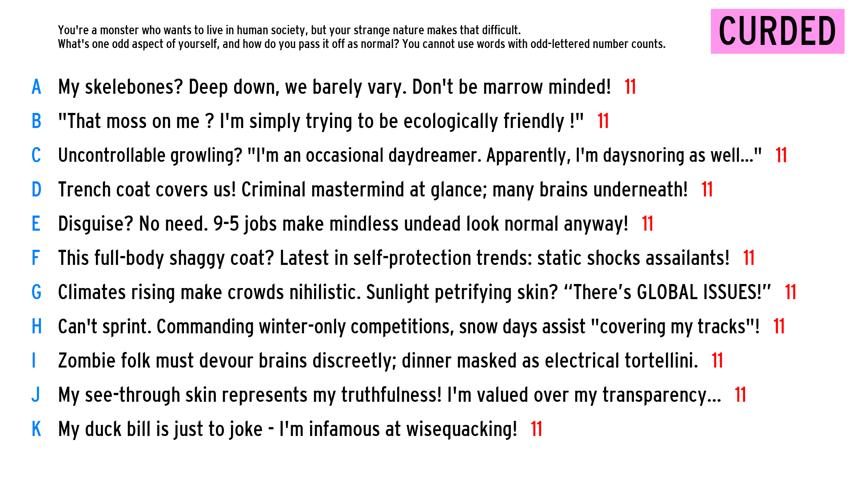 You're a monster who wants to live in human society, but your strange nature makes that difficult.
What's one odd aspect of yourself, and how do you pass it off as normal? You cannot use words with odd-lettered number counts.
CURDED
A My skelebones? Deep down, we barely vary. Don't be marrow minded! 11
B "That moss on me ? I'm simply trying to be ecologically friendly !" 11
C Uncontrollable growling? "I'm an occasional daydreamer. Apparently, I'm daysnoring as well..." 11
D Trench coat covers us! Criminal mastermind at glance; many brains underneath! 11
E Disguise? No need. 9-5 jobs make mindless undead look normal anyway! 11
F This full-body shaggy coat? Latest in self-protection trends: static shocks assailants! 11
G Climates rising make crowds nihilistic. Sunlight petrifying skin? “There’s GLOBAL ISSUES!” 11
H Can't sprint. Commanding winter-only competitions, snow days assist "covering my tracks"! 11
I Zombie folk must devour brains discreetly; dinner masked as electrical tortellini. 11
J My see-through skin represents my truthfulness! I'm valued over my transparency... 11
K My duck bill is just to joke - I'm infamous at wisequacking! 11